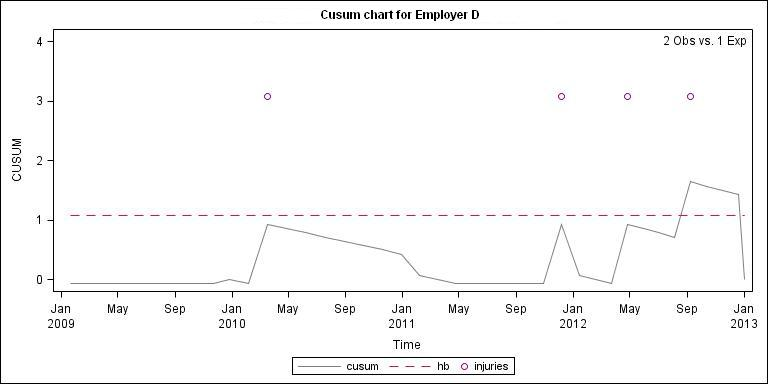 Cusum chart for Employer D
2 Obs vs. 1 Exp
4
3
2
1
0
CUSUM
Jan May Sep Jan May Sep Jan May Sep Jan May Sep Jan
2009 2010 2011 2012 2013
Time
cusum hb injuries